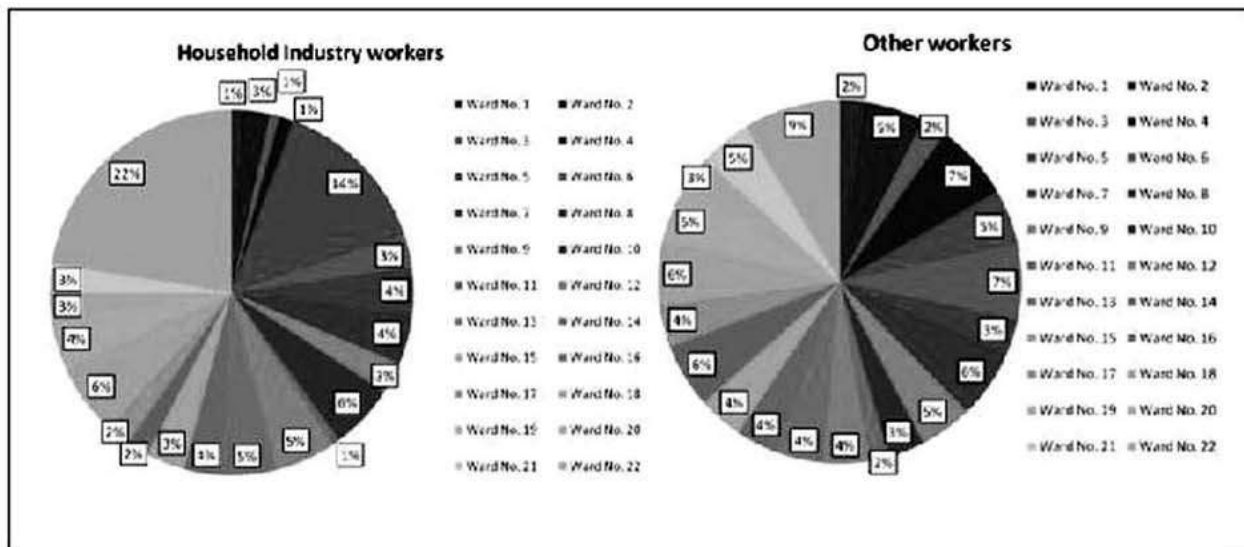 Household Industry workers
1% 3% 1%
1%
14%
3%
4%
4%
3%
6%
1%
5%
5%
4%
3%
2%
2%
6%
4%
3%
3%
22%
Ward No. 1 Ward No. 2
Ward No. 3 Ward No. 4
Ward No. 5 Ward No. 6
Ward No. 7 Ward No. 8
Ward No. 9 Ward No. 10
Ward No. 11 Ward No. 12
Ward No. 13 Ward No. 14
Ward No. 15 Ward No. 16
Ward No. 17 Ward No. 18
Ward No. 19 Ward No. 20
Ward No. 21 Ward No. 22
Other workers
2%
5%
2%
7%
5%
7%
3%
6%
5%
3%
2%
4%
4%
4%
4%
6%
4%
6%
5%
3%
5%
9%
Ward No. 1 Ward No. 2
Ward No. 3 Ward No. 4
Ward No. 5 Ward No. 6
Ward No. 7 Ward No. 8
Ward No. 9 Ward No. 10
Ward No. 11 Ward No. 12
Ward No. 13 Ward No. 14
Ward No. 15 Ward No. 16
Ward No. 17 Ward No. 18
Ward No. 19 Ward No. 20
Ward No. 21 Ward No. 22